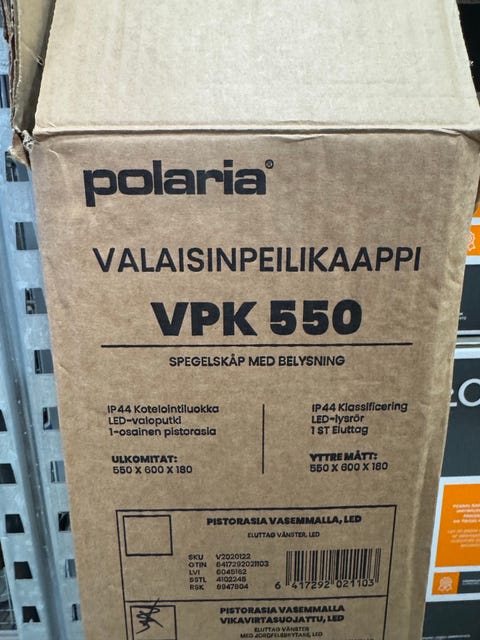 polaria®
VALAISINPEILIKAAPPI
VPK 550
SPEGELSKÅP MED BELYSNING
IP44 Kotelointiluokka
LED-valoputki
1-osainen pistorasia
ULKOMITAT:
550 X 600 X 180
IP44 Klassificering
LED-lysrör
1 ST Eluttag
YTTRE MÅTT:
550 X 600 X 180
PISTORASIA VASEMMALLA, LED
ELUTTAG VÄNSTER, LED
SKU V2020122
GTIN 6417292021103
LVI 6045162
SSTL 4102245
RSK 8947804
6 417292 021103
PISTORASIA VASEMMALLA
VIKAVIRTASUOJATTU, LED
ELUTTAG VÄNSTER
MED JORDFELSBRYTARE, LED